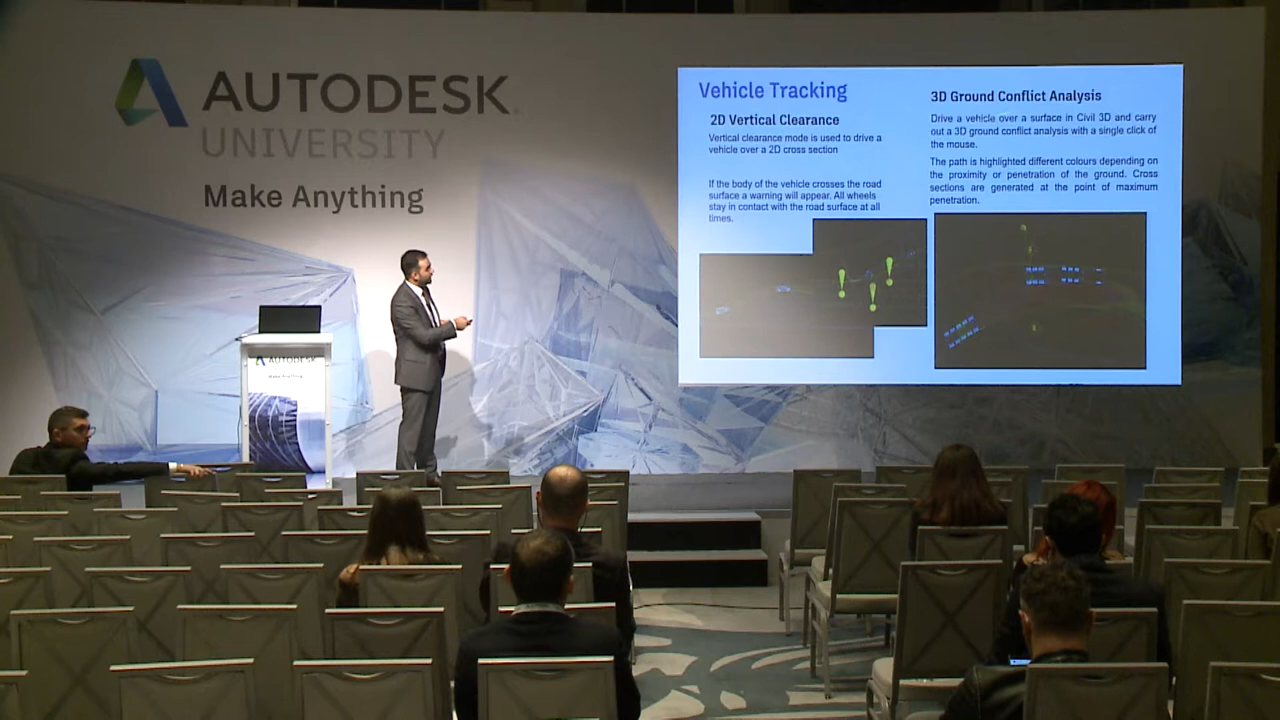 AUTODESK
UNIVERSITY
Make Anything
Vehicle Tracking
2D Vertical Clearance
Vertical clearance mode is used to drive a
vehicle over a 2D cross section
If the body of the vehicle crosses the road
surface a warning will appear. All wheels
stay in contact with the road surface at all
times.
3D Ground Conflict Analysis
Drive a vehicle over a surface in Civil 3D and carry
out a 3D ground conflict analysis with a single click of
the mouse.
The path is highlighted different colours depending on
the proximity or penetration of the ground. Cross
sections are generated at the point of maximum
penetration.
AUTODESK
Make Anything